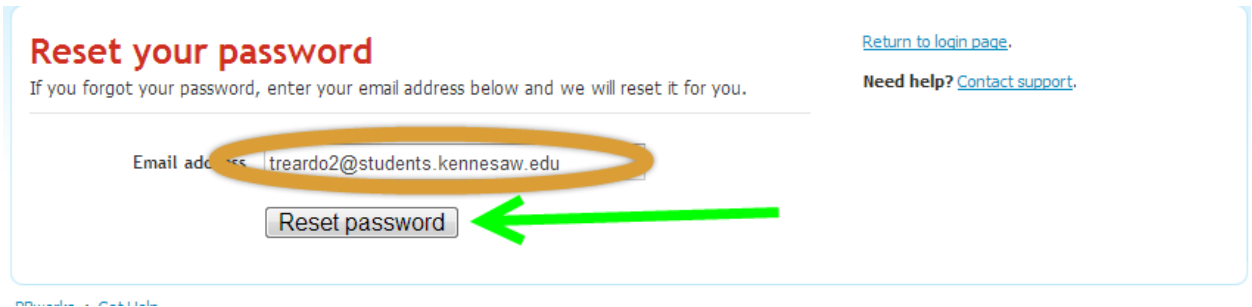 Reset your password
If you forgot your password, enter your email address below and we will reset it for you.
Email address
treardo2@students.kennesaw.edu
Reset password
Return to login page.
Need help? Contact support.